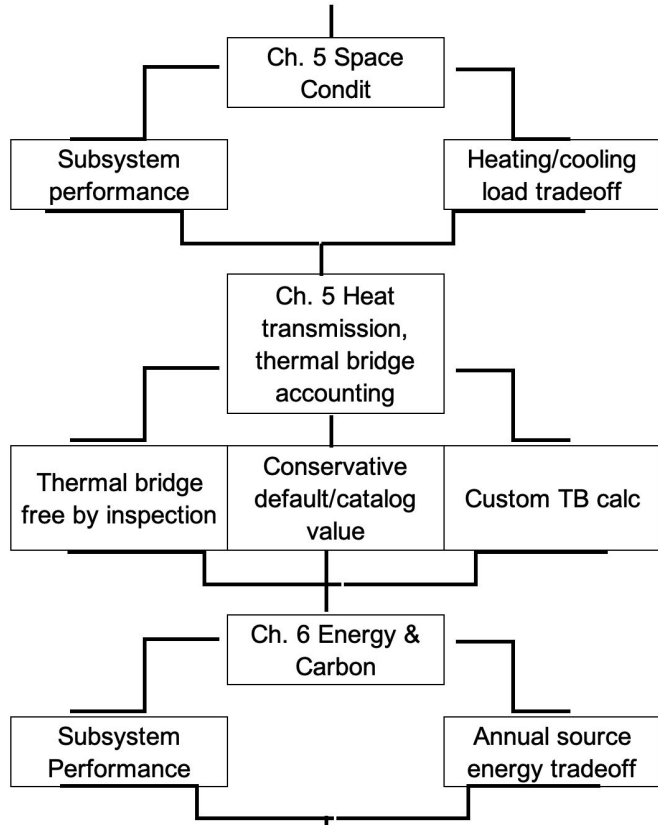 Ch. 5 Space
Condit
Subsystem
performance
Heating/cooling
load tradeoff
Ch. 5 Heat
transmission,
thermal bridge
accounting
Thermal bridge
free by inspection
Conservative
default/catalog
value
Custom TB calc
Ch. 6 Energy &
Carbon
Subsystem
Performance
Annual source
energy tradeoff